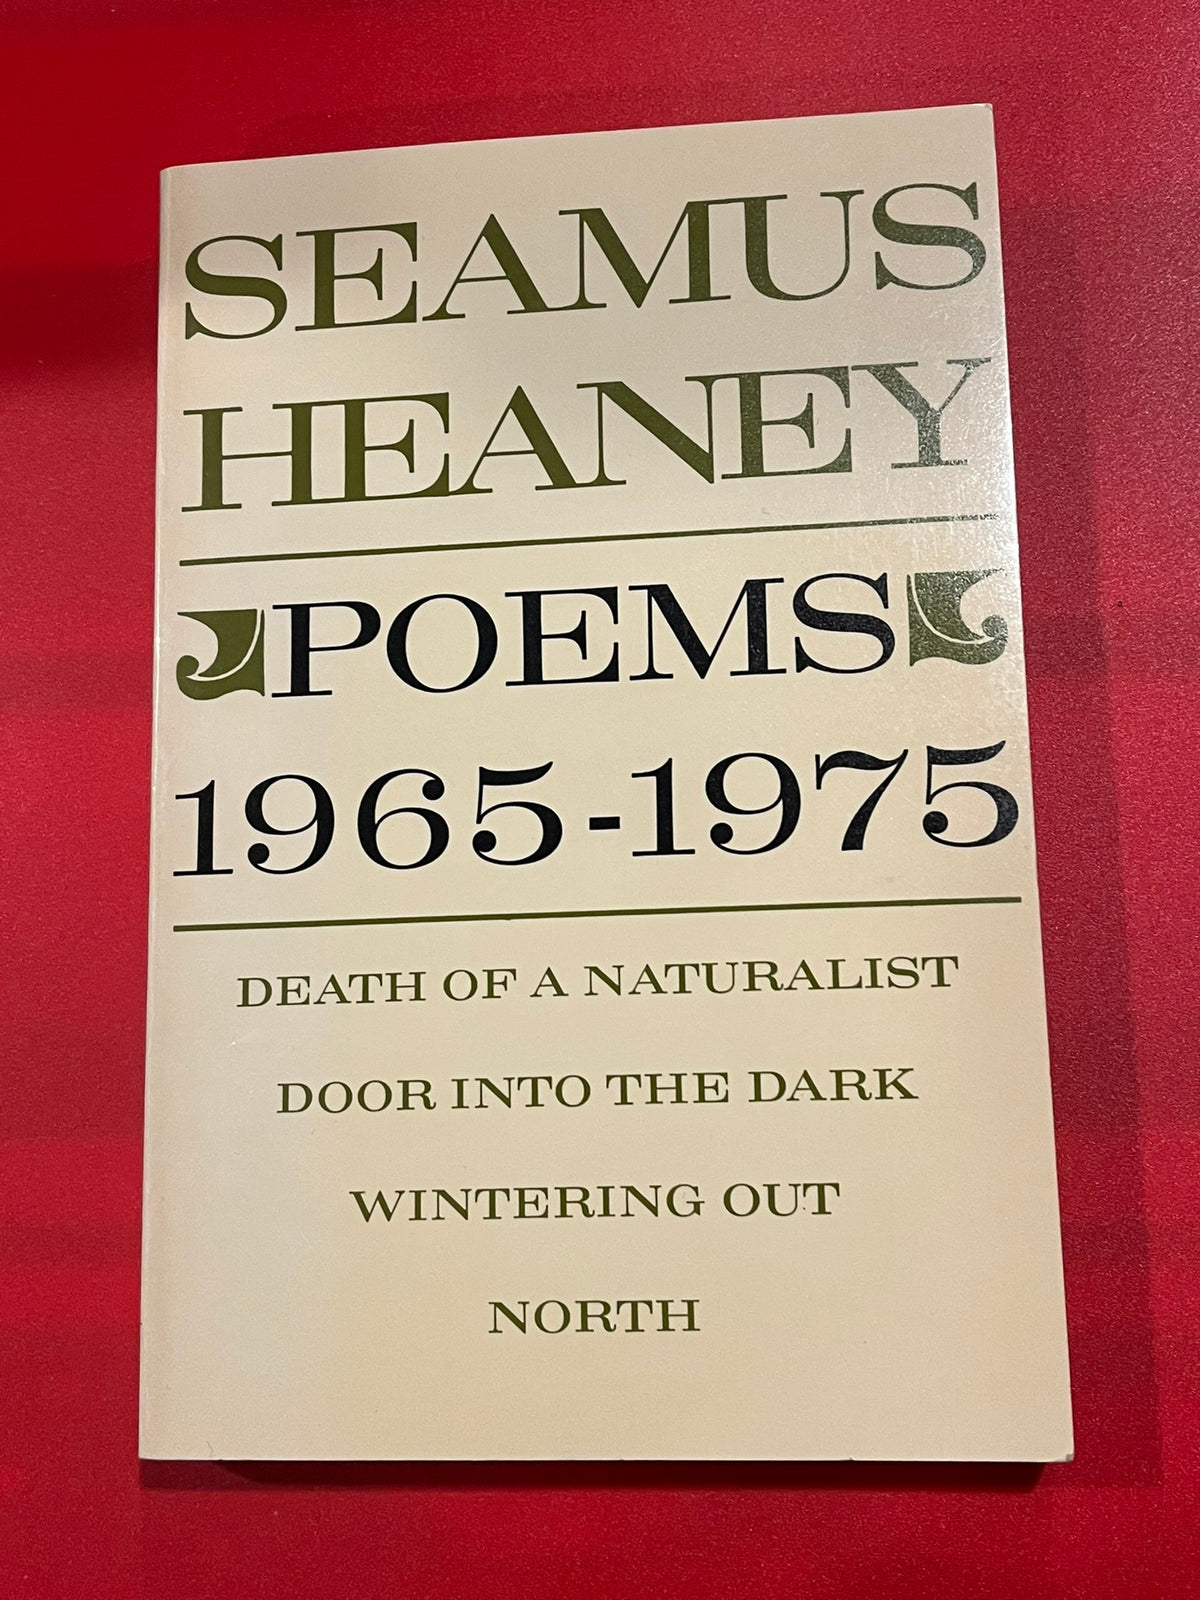 SEAMUS
HEANEY
POEMS
1965-1975
DEATH OF A NATURALIST
DOOR INTO THE DARK
WINTERING OUT
NORTH